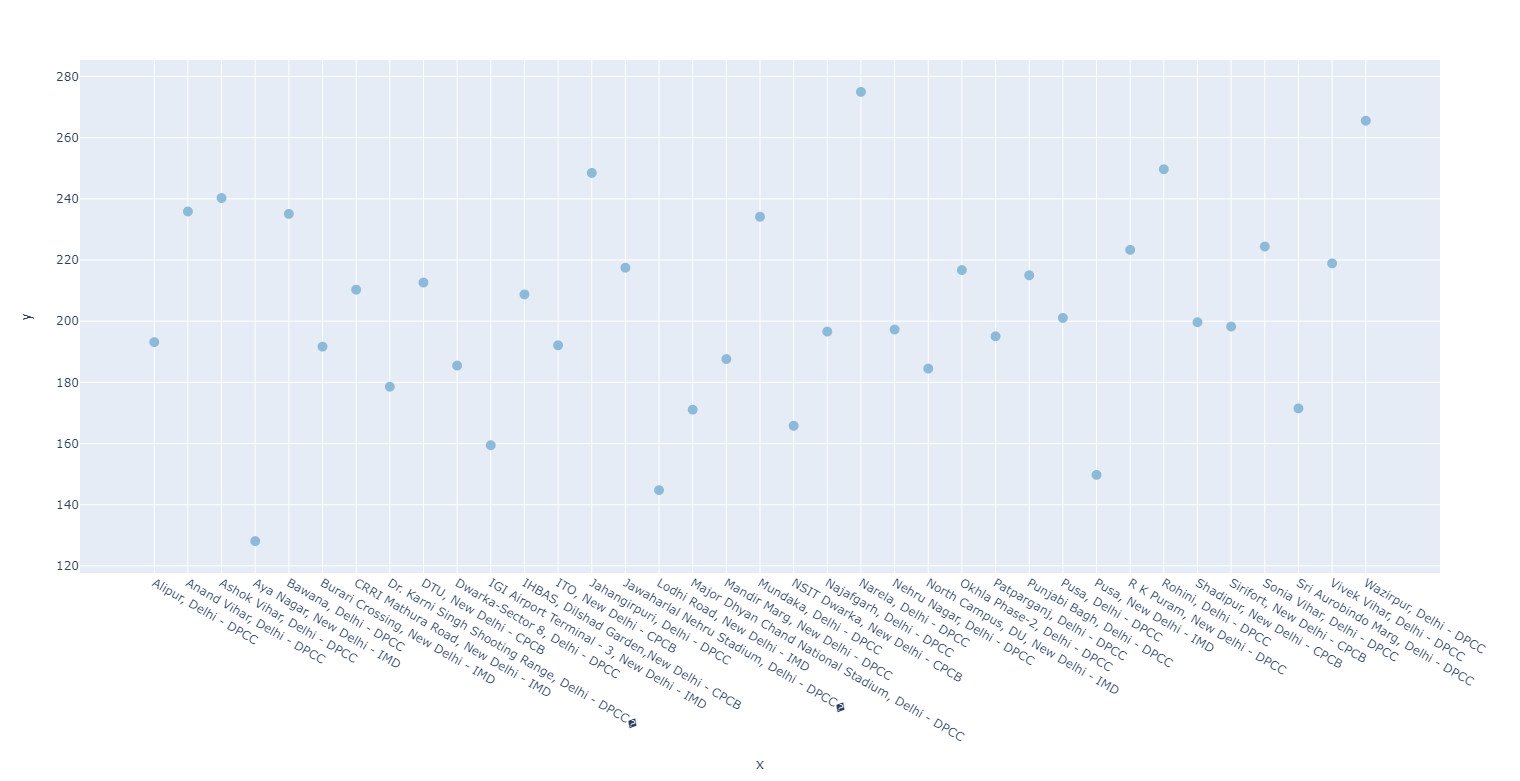 280
260
240
220
200
180
160
140
120
y
Alipur, Delhi - DPCC
Anand Vihar, Delhi - DPCC
Ashok Vihar, Delhi - DPCC
Aya Nagar, New Delhi - IMD
Bawana, Delhi - DPCC
Burari Crossing, New Delhi - IMD
CRRI Mathura Road, New Delhi - IMD
Dr. Karni Singh Shooting Range, Delhi - DPCC�
DTU, New Delhi - CPCB
Dwarka-Sector 8, Delhi - DPCC
IGI Airport Terminal - 3, New Delhi - IMD
IHBAS, Dilshad Garden,New Delhi - CPCB
ITO, New Delhi - CPCB
Jahangirpuri, Delhi - DPCC
Jawaharlal Nehru Stadium, Delhi - DPCC�
Lodhi Road, New Delhi - IMD
Major Dhyan Chand National Stadium, Delhi - DPCC
Mandir Marg, New Delhi - DPCC
Mundaka, Delhi - DPCC
NSIT Dwarka, New Delhi - CPCB
Najafgarh, Delhi - DPCC
Narela, Delhi - DPCC
Nehru Nagar, Delhi - DPCC
North Campus, DU, New Delhi - IMD
Okhla Phase-2, Delhi - DPCC
Patparganj, Delhi - DPCC
Punjabi Bagh, Delhi - DPCC
Pusa, Delhi - DPCC
Pusa, New Delhi - IMD
R K Puram, New Delhi - DPCC
Rohini, Delhi - DPCC
Shadipur, New Delhi - CPCB
Sirifort, New Delhi - CPCB
Sonia Vihar, Delhi - DPCC
Sri Aurobindo Marg, Delhi - DPCC
Vivek Vihar, Delhi - DPCC
Wazirpur, Delhi - DPCC
x